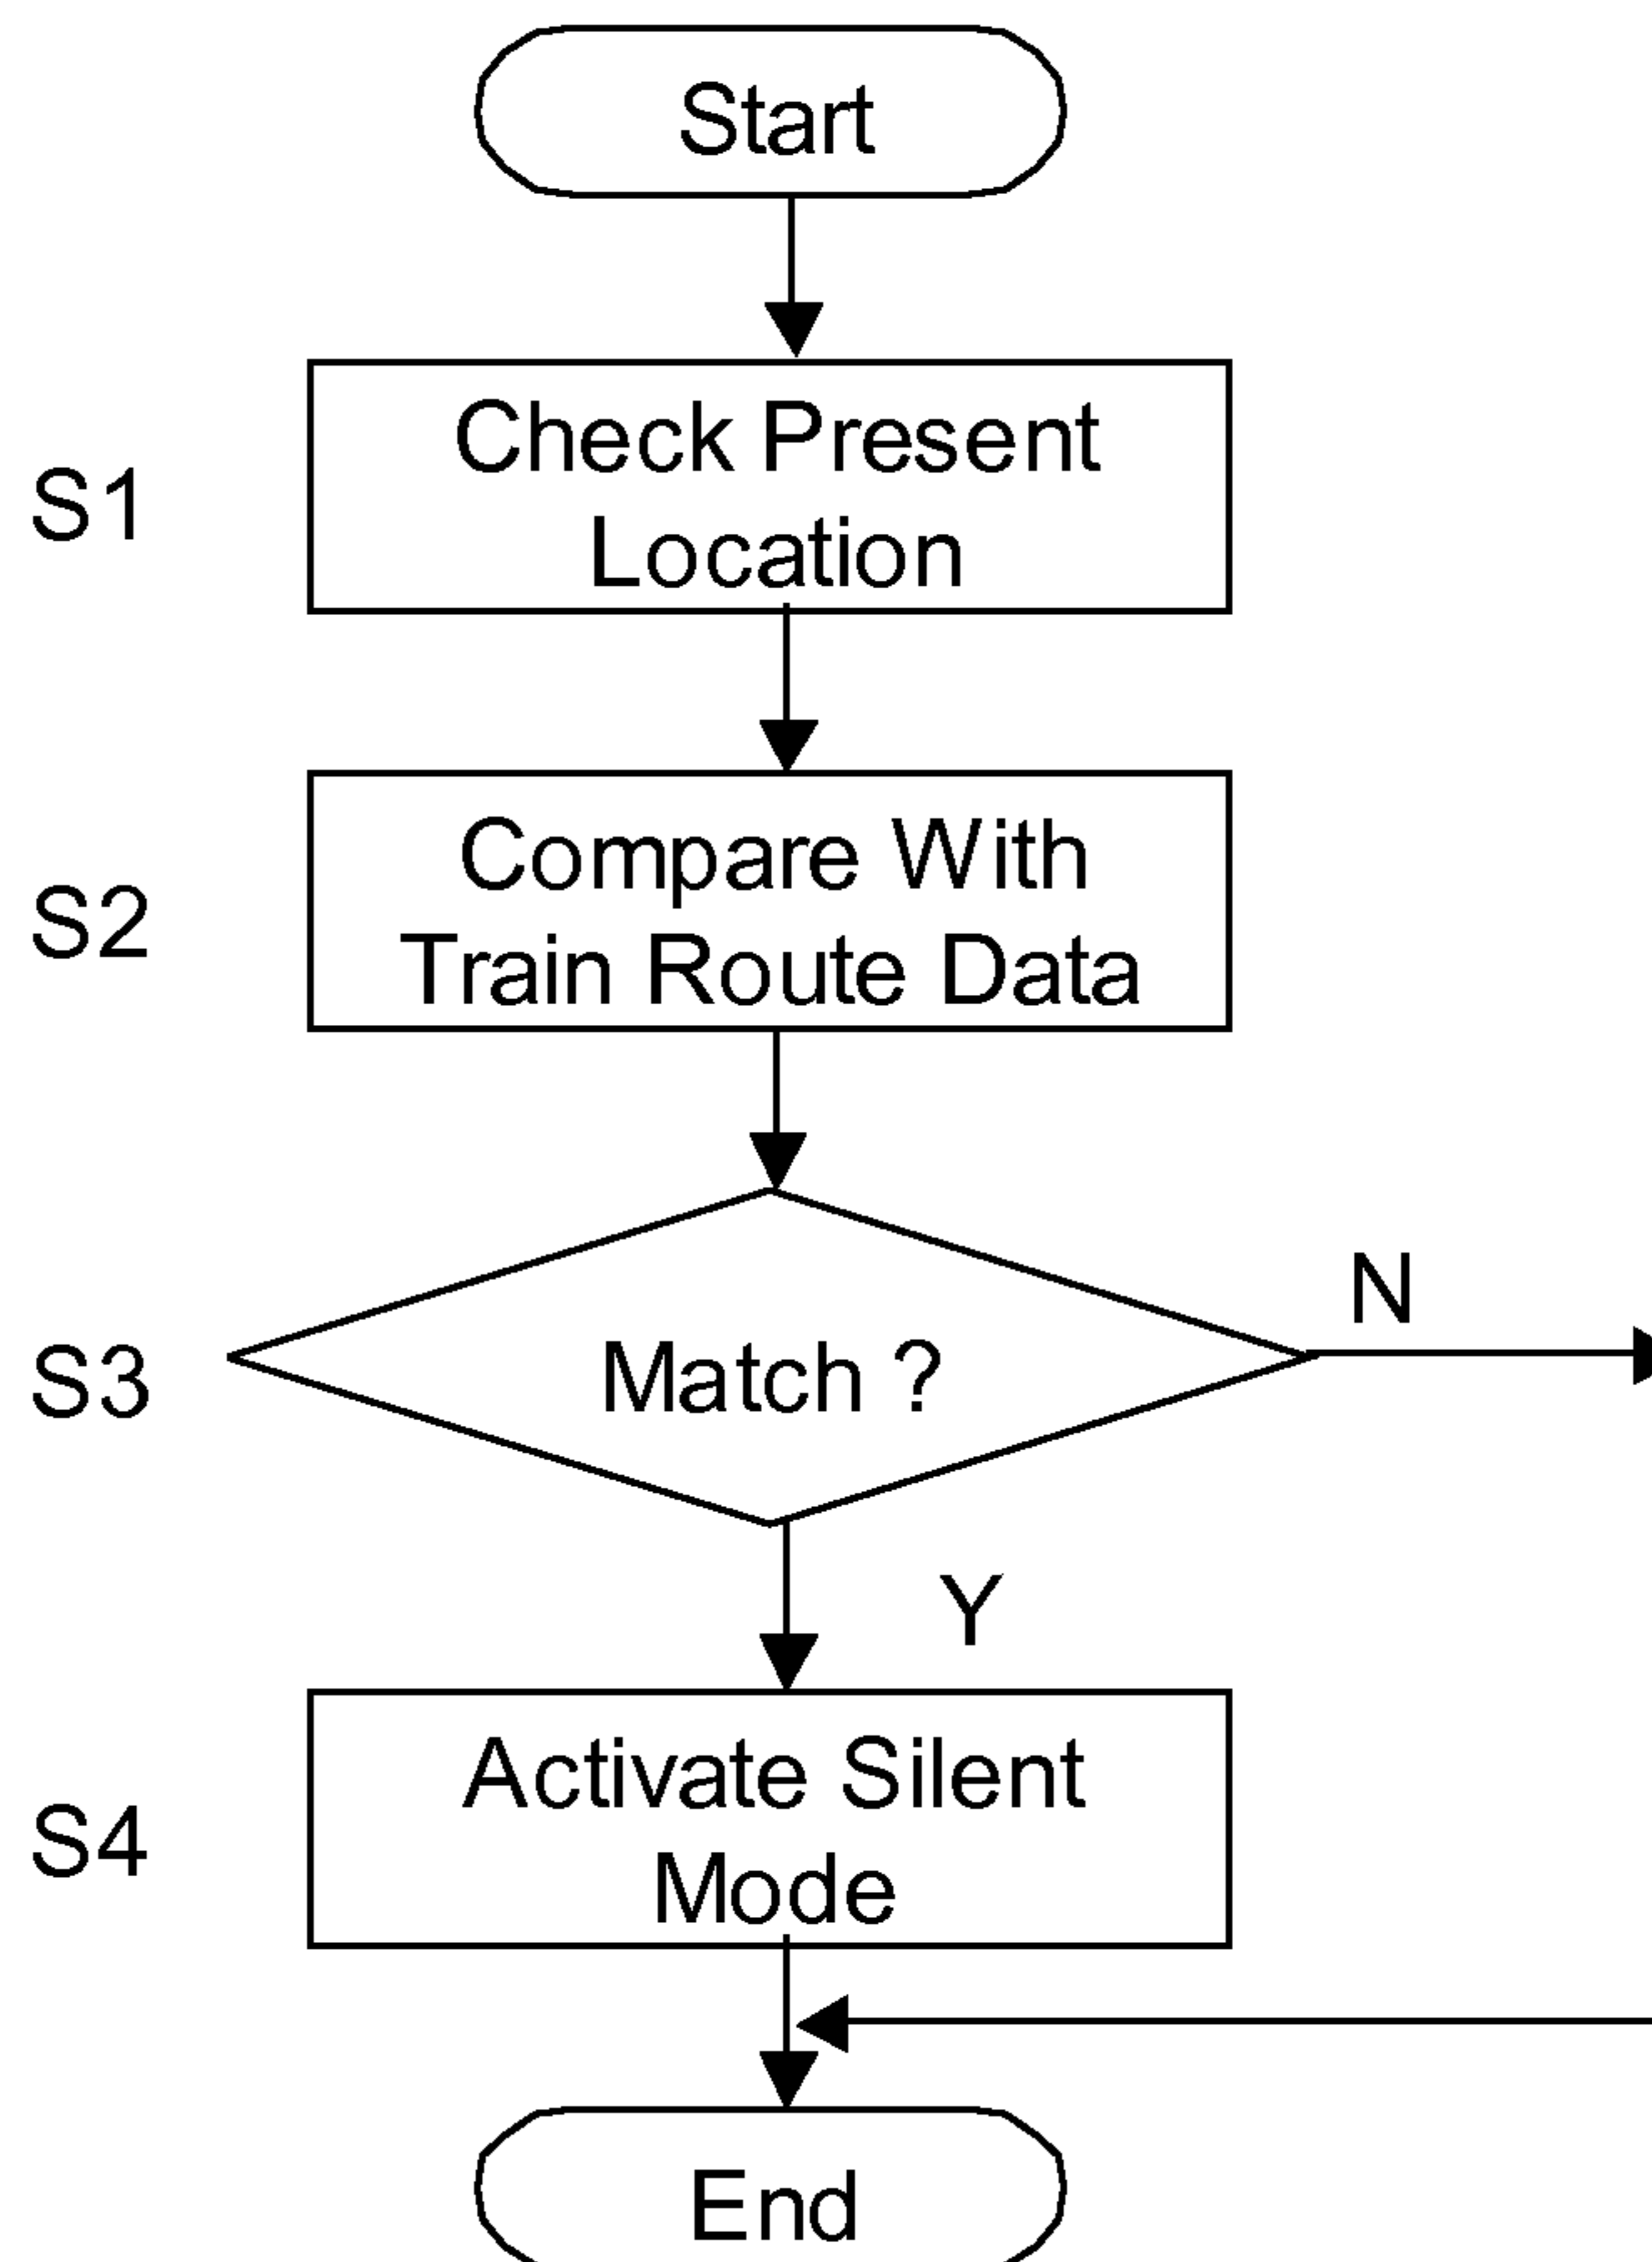 Start
S1
Check Present
Location
S2
Compare With
Train Route Data
S3
Match ?
N
Y
S4
Activate Silent
Mode
End